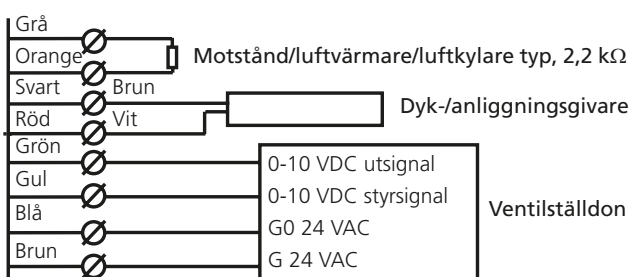 Grå
Orange
Motstånd/luftvärmare/luftkylare typ, 2,2 kΩ
Svart Brun
Dyk-/anliggningsgivare
Röd Vit
Grön
0-10 VDC utsignal
Gul
0-10 VDC styrsignal
Ventilställdon
Blå
G0 24 VAC
Brun
G 24 VAC